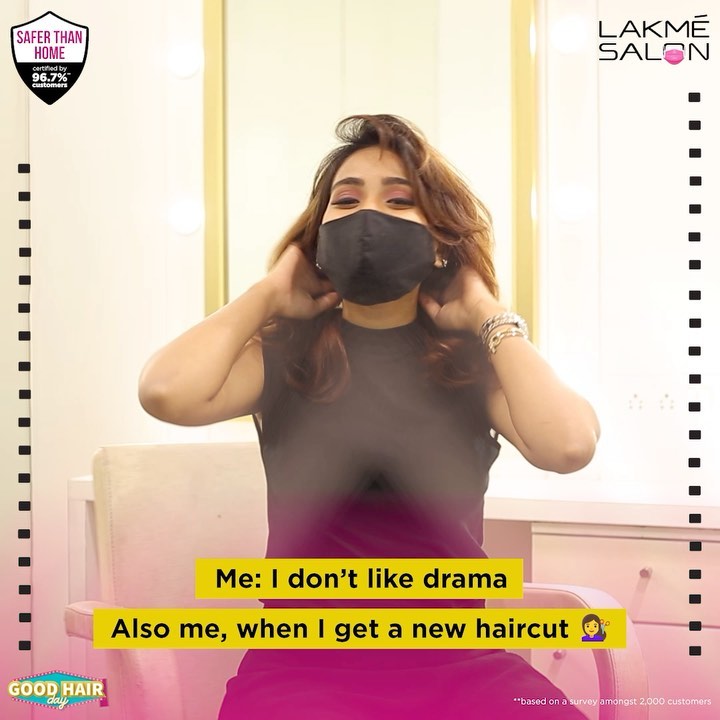 SAFER THAN
HOME
certified by
96.7%**
customers
LAKMÉ
SALON
Me: I don't like drama
Also me, when I get a new haircut 💇‍♀️
GOOD HAIR
day
**based on a survey amongst 2,000 customers